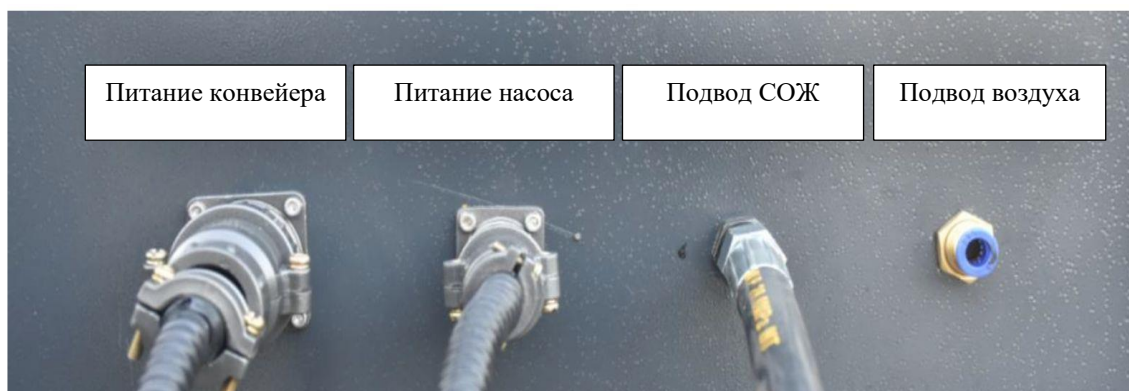 Питание конвейера
Питание насоса
Подвод СОЖ
Подвод воздуха